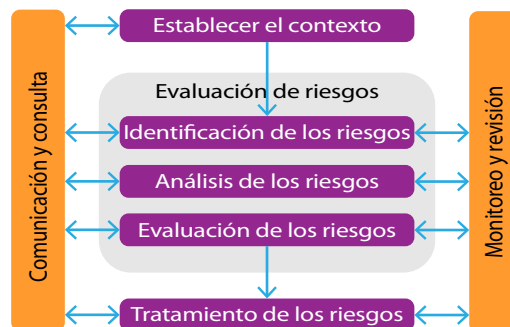 Establecer el contexto
Evaluación de riesgos
Identificación de los riesgos
Análisis de los riesgos
Evaluación de los riesgos
Tratamiento de los riesgos
Comunicación y consulta
Monitoreo y revisión